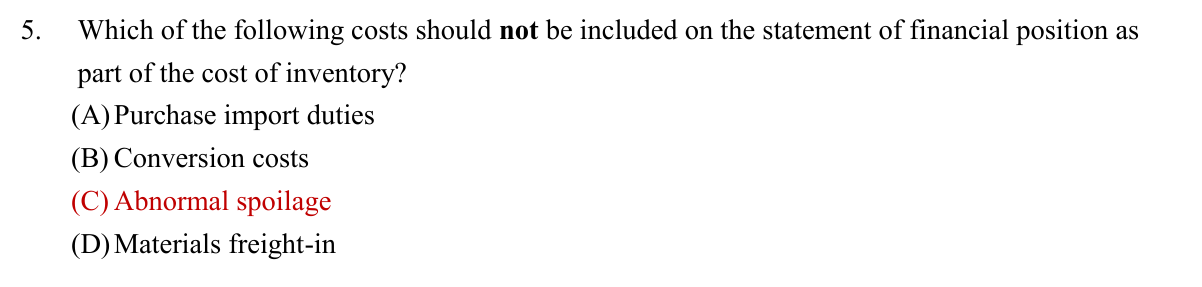 5. Which of the following costs should not be included on the statement of financial position as
part of the cost of inventory?
(A) Purchase import duties
(B) Conversion costs
(C) Abnormal spoilage
(D) Materials freight-in